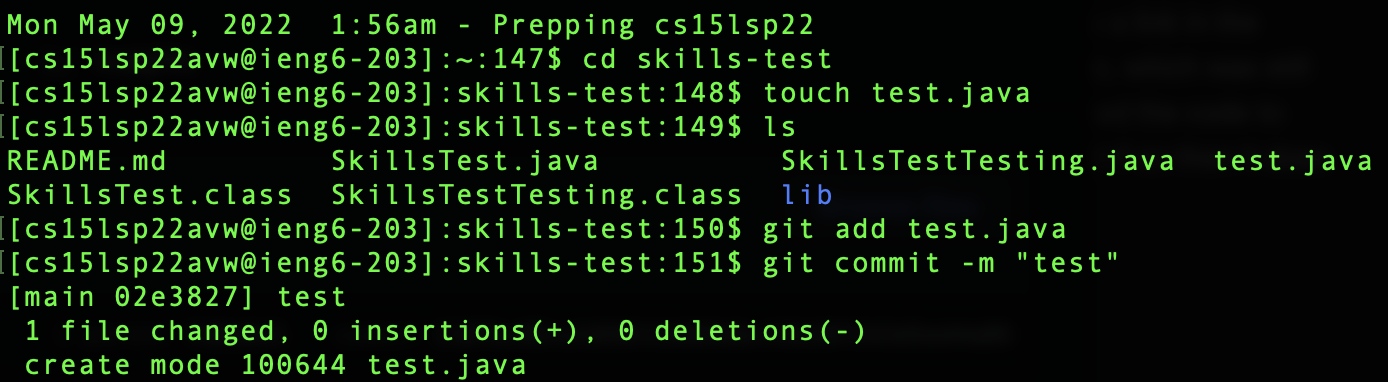 Mon May 09, 2022  1:56am - Prepping cs15lsp22
[cs15lsp22avw@ieng6-203]:~:147$ cd skills-test
[cs15lsp22avw@ieng6-203]:skills-test:148$ touch test.java
[cs15lsp22avw@ieng6-203]:skills-test:149$ ls
README.md         SkillsTest.java          SkillsTestTesting.java  test.java
SkillsTest.class  SkillsTestTesting.class  lib
[cs15lsp22avw@ieng6-203]:skills-test:150$ git add test.java
[cs15lsp22avw@ieng6-203]:skills-test:151$ git commit -m "test"
[main 02e3827] test
 1 file changed, 0 insertions(+), 0 deletions(-)
 create mode 100644 test.java